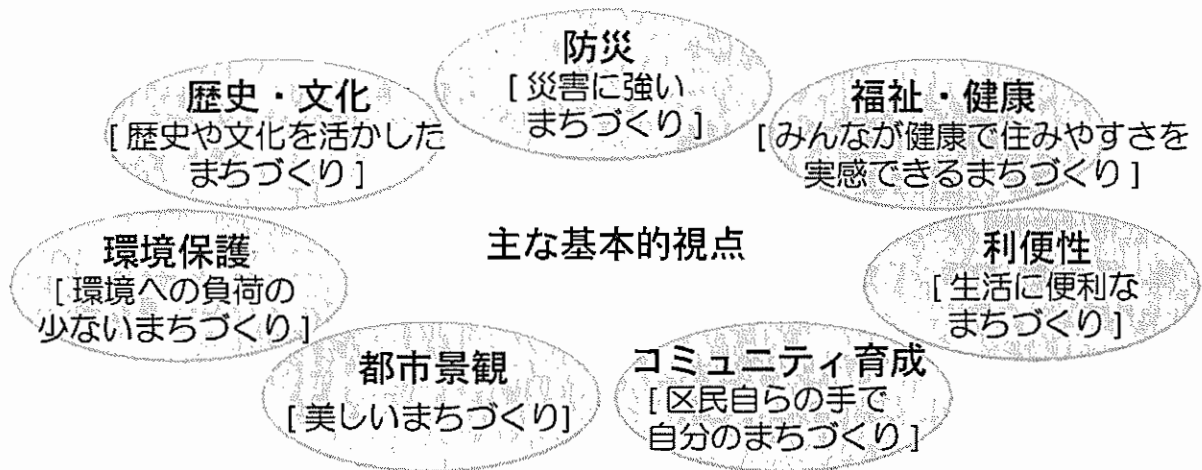 防災
[災害に強い
まちづくり]
歴史・文化
[歴史や文化を活かした
まちづくり]
福祉・健康
[みんなが健康で住みやすさを
実感できるまちづくり]
主な基本的視点
環境保護
[環境への負荷の
少ないまちづくり]
利便性
[生活に便利な
まちづくり]
都市景観
[美しいまちづくり]
コミュニティ育成
[区民自らの手で
自分のまちづくり]